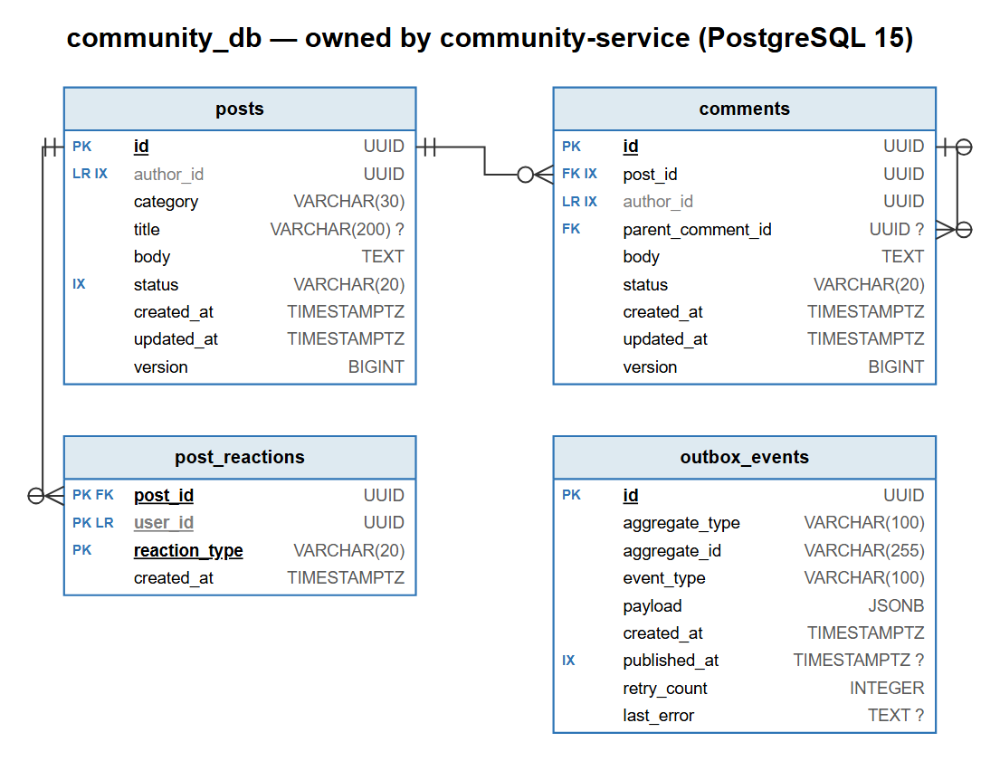 community_db — owned by community-service (PostgreSQL 15)
posts
PK id UUID
LR IX author_id UUID
category VARCHAR(30)
title VARCHAR(200) ?
body TEXT
IX status VARCHAR(20)
created_at TIMESTAMPTZ
updated_at TIMESTAMPTZ
version BIGINT
comments
PK id UUID
FK IX post_id UUID
LR IX author_id UUID
FK parent_comment_id UUID ?
body TEXT
status VARCHAR(20)
created_at TIMESTAMPTZ
updated_at TIMESTAMPTZ
version BIGINT
post_reactions
PK FK post_id UUID
PK LR user_id UUID
PK reaction_type VARCHAR(20)
created_at TIMESTAMPTZ
outbox_events
PK id UUID
aggregate_type VARCHAR(100)
aggregate_id VARCHAR(255)
event_type VARCHAR(100)
payload JSONB
created_at TIMESTAMPTZ
IX published_at TIMESTAMPTZ ?
retry_count INTEGER
last_error TEXT ?